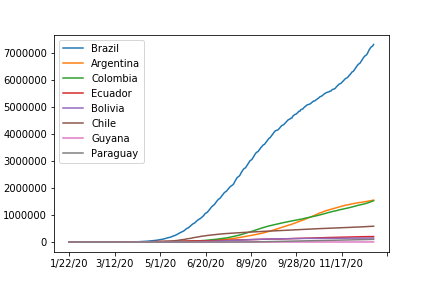 7000000
6000000
5000000
4000000
3000000
2000000
1000000
0
Brazil
Argentina
Colombia
Ecuador
Bolivia
Chile
Guyana
Paraguay
1/22/20 3/12/20 5/1/20 6/20/20 8/9/20 9/28/20 11/17/20